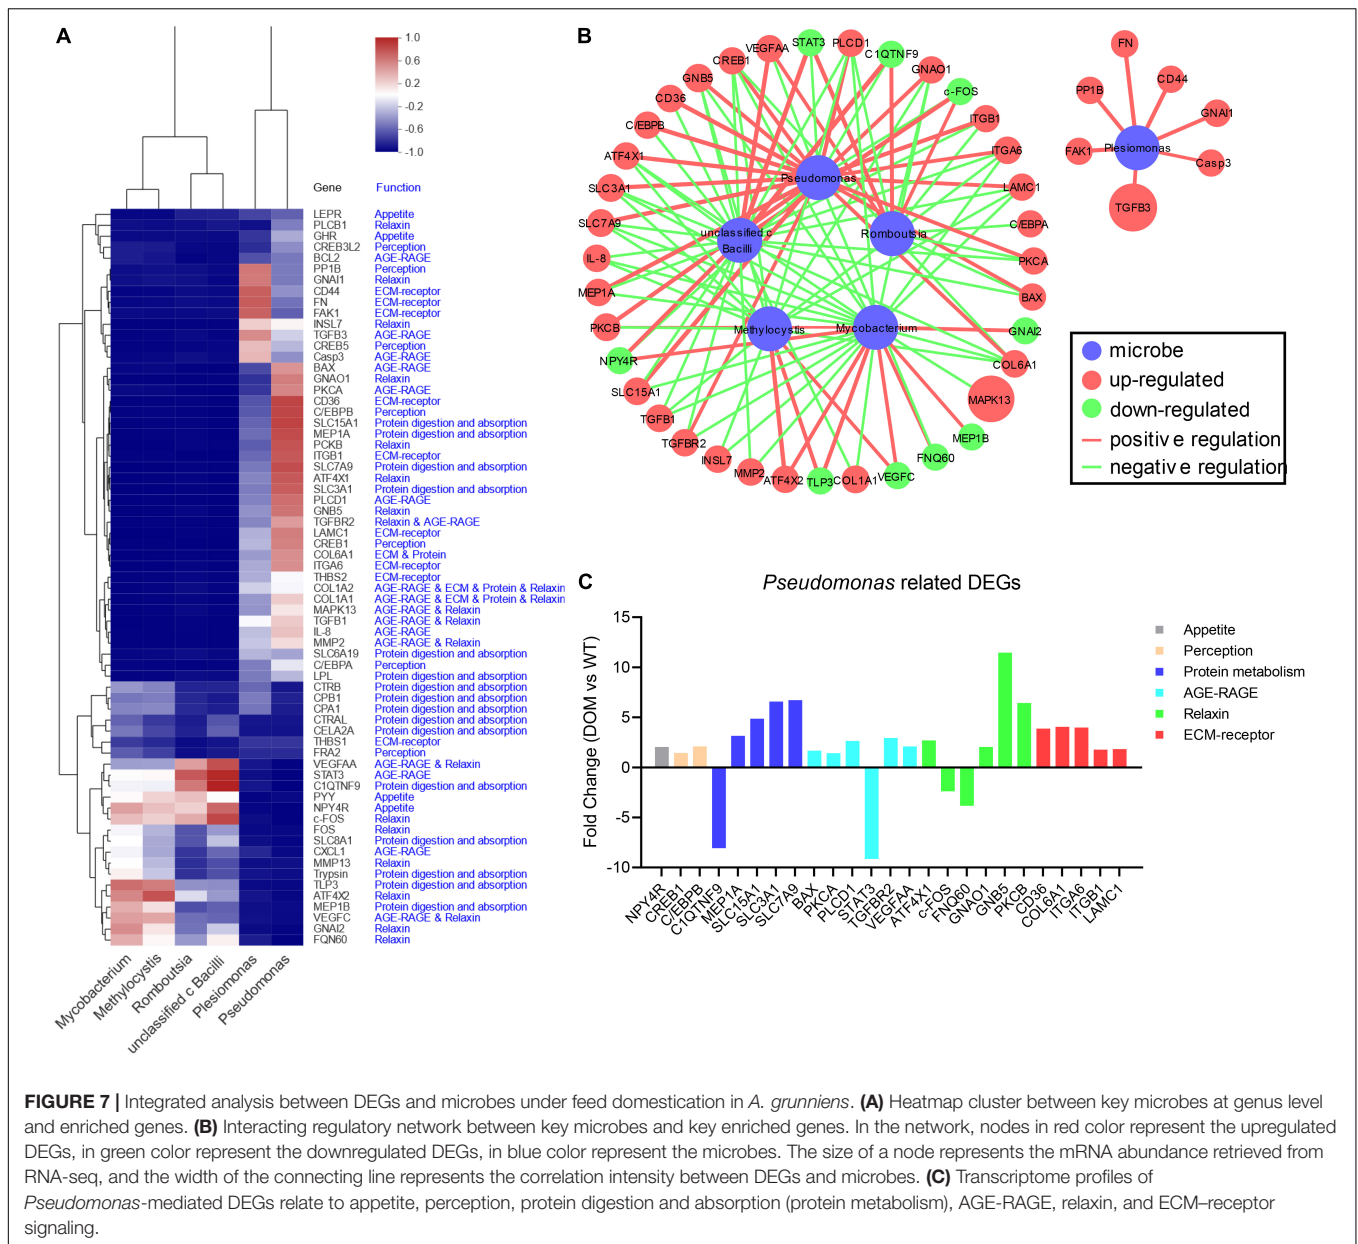 A
1.0
0.6
0.2
-0.2
-0.6
-1.0
Gene Function
LEPR Appetite
PLCB1 Relaxin
GHR Appetite
CREB3L2 Perception
BCL2 AGE-RAGE
PP1B Perception
GNAI1 Relaxin
CD44 ECM-receptor
FN ECM-receptor
FAK1 ECM-receptor
INSL7 Relaxin
TGFB3 AGE-RAGE
CREB5 Perception
Casp3 AGE-RAGE
BAX AGE-RAGE
GNAO1 Relaxin
PKCA AGE-RAGE
CD36 ECM-receptor
C/EBPB Perception
SLC15A1 Protein digestion and absorption
MEP1A Protein digestion and absorption
PCKB Relaxin
ITGB1 ECM-receptor
SLC7A9 Protein digestion and absorption
ATF4X1 Relaxin
SLC3A1 Protein digestion and absorption
PLCD1 AGE-RAGE
GNB5 Relaxin
TGFBR2 Relaxin & AGE-RAGE
LAMC1 ECM-receptor
CREB1 Perception
COL6A1 ECM & Protein
ITGA6 ECM-receptor
THBS2 ECM-receptor
COL1A2 AGE-RAGE & ECM & Protein & Relaxin
COL1A1 AGE-RAGE & ECM & Protein & Relaxin
MAPK13 AGE-RAGE & Relaxin
TGFB1 AGE-RAGE & Relaxin
IL-8 AGE-RAGE
MMP2 AGE-RAGE & Relaxin
SLC6A19 Protein digestion and absorption
C/EBPA Perception
LPL Protein digestion and absorption
CTRB Protein digestion and absorption
CPB1 Protein digestion and absorption
CPA1 Protein digestion and absorption
CTRAL Protein digestion and absorption
CELA2A Protein digestion and absorption
THBS1 ECM-receptor
FRA2 Perception
VEGFAA AGE-RAGE & Relaxin
STAT3 AGE-RAGE
C1QTNF9 Protein digestion and absorption
PYY Appetite
NPY4R Appetite
c-FOS Relaxin
FOS Relaxin
SLC8A1 Protein digestion and absorption
CXCL1 AGE-RAGE
MMP13 Relaxin
Trypsin Protein digestion and absorption
TLP3 Protein digestion and absorption
ATF4X2 Relaxin
MEP1B Protein digestion and absorption
VEGFC AGE-RAGE & Relaxin
GNAI2 Relaxin
FQN60 Relaxin
Mycobacterium
Methylocystis
Romboutsia
unclassified c Bacilli
Plesiomonas
Pseudomonas
B
STAT3
PLCD1
C1QTNF9
GNAO1
c-FOS
ITGB1
ITGA6
LAMC1
C/EBPA
PKCA
BAX
GNAI2
COL6A1
MAPK13
MEP1B
FNQ60
VEGFC
COL1A1
TLP3
ATF4X2
MMP2
INSL7
TGFBR2
TGFB1
SLC15A1
NPY4R
PKCB
MEP1A
IL-8
SLC7A9
SLC3A1
ATF4X1
C/EBPB
CD36
GNB5
CREB1
VEGFAA
Pseudomonas
unclassified c
Bacilli
Romboutsia
Methylocystis
Mycobacterium
FN
CD44
PP1B
GNAI1
Plesiomonas
FAK1
Casp3
TGFB3
microbe
up-regulated
down-regulated
positive regulation
negative regulation
C
Pseudomonas related DEGs
Fold Change (DOM vs WT)
15
10
5
0
-5
-10
NPY4R
CREB1
C/EBPB
C1QTNF9
MEP1A
SLC15A1
SLC3A1
SLC7A9
BAX
PKCA
PLCD1
STAT3
TGFBR2
VEGFAA
ATF4X1
c-FOS
FNQ60
GNAO1
GNB5
PKCB
CD36
COL6A1
ITGA6
ITGB1
LAMC1
Appetite
Perception
Protein metabolism
AGE-RAGE
Relaxin
ECM-receptor
FIGURE 7 | Integrated analysis between DEGs and microbes under feed domestication in A. grunniens. (A) Heatmap cluster between key microbes at genus level
and enriched genes. (B) Interacting regulatory network between key microbes and key enriched genes. In the network, nodes in red color represent the upregulated
DEGs, in green color represent the downregulated DEGs, in blue color represent the microbes. The size of a node represents the mRNA abundance retrieved from
RNA-seq, and the width of the connecting line represents the correlation intensity between DEGs and microbes. (C) Transcriptome profiles of
Pseudomonas-mediated DEGs relate to appetite, perception, protein digestion and absorption (protein metabolism), AGE-RAGE, relaxin, and ECM–receptor
signaling.